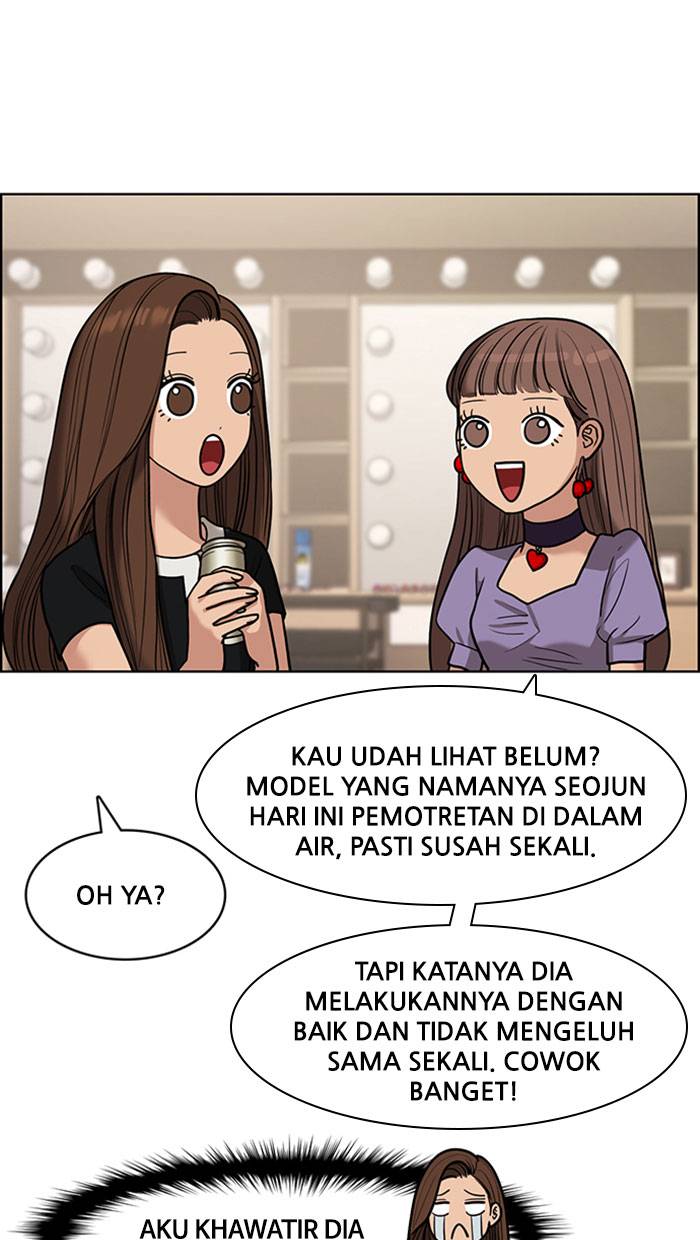 KAU UDAH LIHAT BELUM?
MODEL YANG NAMANYA SEOJUN
HARI INI PEMOTRETAN DI DALAM
AIR, PASTI SUSAH SEKALI.
OH YA?
TAPI KATANYA DIA
MELAKUKANNYA DENGAN
BAIK DAN TIDAK MENGELUH
SAMA SEKALI. COWOK
BANGET!
AKU KHAWATIR DIA